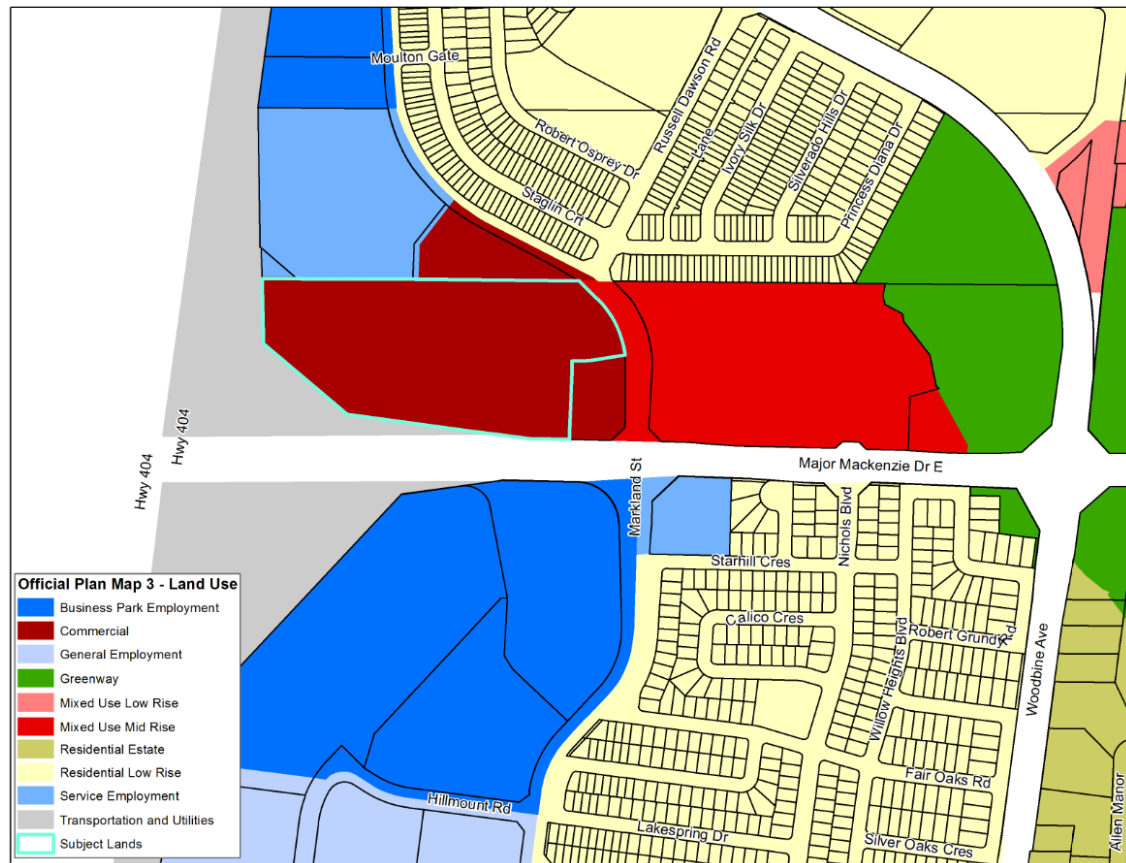 Moulton Gate
Russell Dawson Rd
Lane
Ivory Silk Dr
Silverado Hills Dr
Princess Diana Dr
Robert Osprey Dr
Staglin Crt
Hwy 404
Hwy 404
Major Mackenzie Dr E
Markland St
Nichols Blvd
Starhill Cres
Calico Cres
Willow Heights Blvd
Robert Grundy Rd
Woodbine Ave
Fair Oaks Rd
Hillmount Rd
Lakespring Dr
Silver Oaks Cres
Allen Manor
Official Plan Map 3 - Land Use
Business Park Employment
Commercial
General Employment
Greenway
Mixed Use Low Rise
Mixed Use Mid Rise
Residential Estate
Residential Low Rise
Service Employment
Transportation and Utilities
Subject Lands